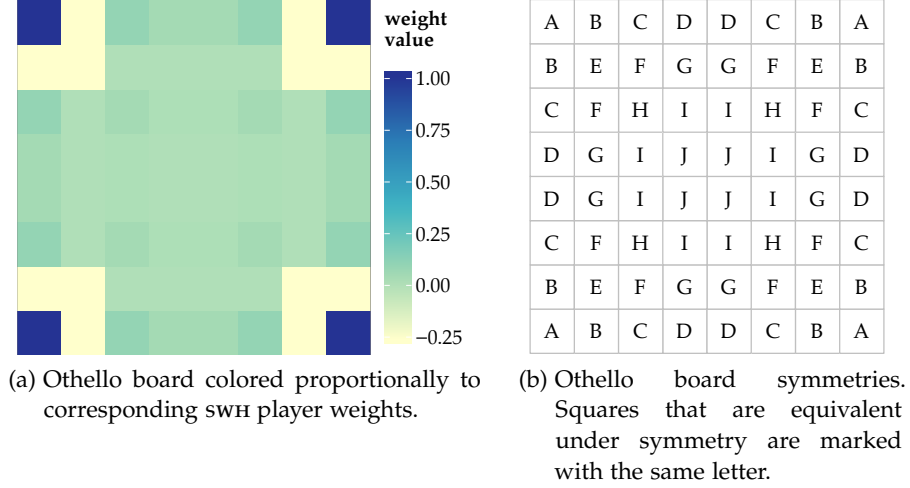 weight
value
1.00
0.75
0.50
0.25
0.00
−0.25
(a) Othello board colored proportionally to
corresponding SWH player weights.
A B C D D C B A
B E F G G F E B
C F H I I H F C
D G I J J I G D
D G I J J I G D
C F H I I H F C
B E F G G F E B
A B C D D C B A
(b) Othello board symmetries.
Squares that are equivalent
under symmetry are marked
with the same letter.